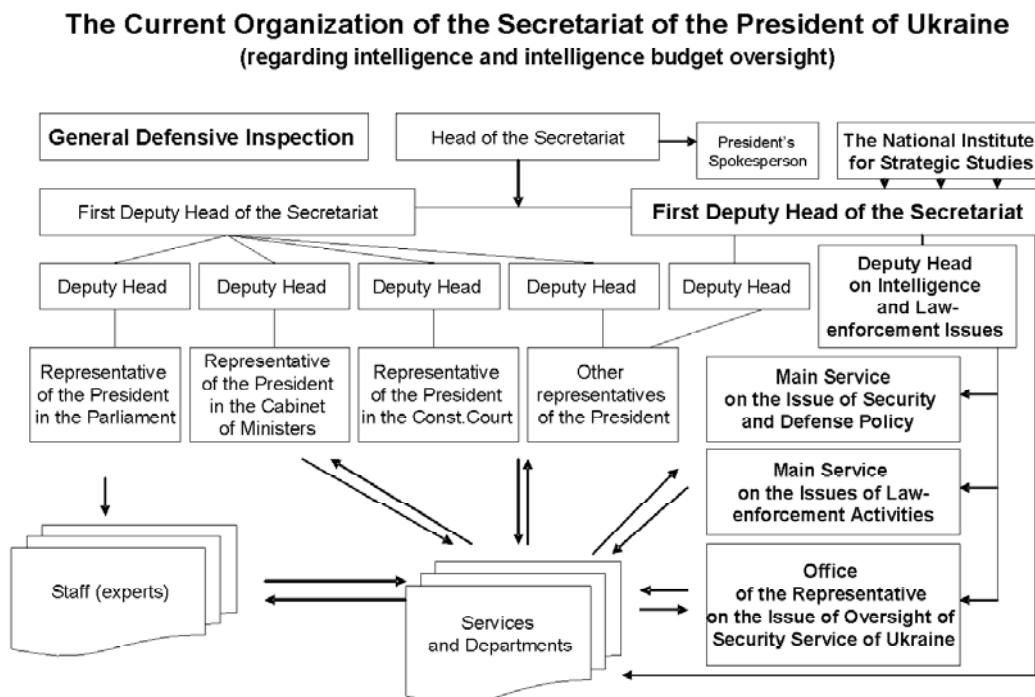 The Current Organization of the Secretariat of the President of Ukraine
(regarding intelligence and intelligence budget oversight)
General Defensive Inspection
Head of the Secretariat
President's
Spokesperson
The National Institute
for Strategic Studies
First Deputy Head of the Secretariat
First Deputy Head of the Secretariat
Deputy Head
Deputy Head
Deputy Head
Deputy Head
Deputy Head
Deputy Head
on Intelligence
and Law-
enforcement Issues
Representative
of the President
in the Parliament
Representative
of the President
in the Cabinet
of Ministers
Representative
of the President
in the Const.Court
Other
representatives
of the President
Main Service
on the Issue of Security
and Defense Policy
Main Service
on the Issues of Law-
enforcement Activities
Staff (experts)
Services
and Departments
Office
of the Representative
on the Issue of Oversight of
Security Service of Ukraine